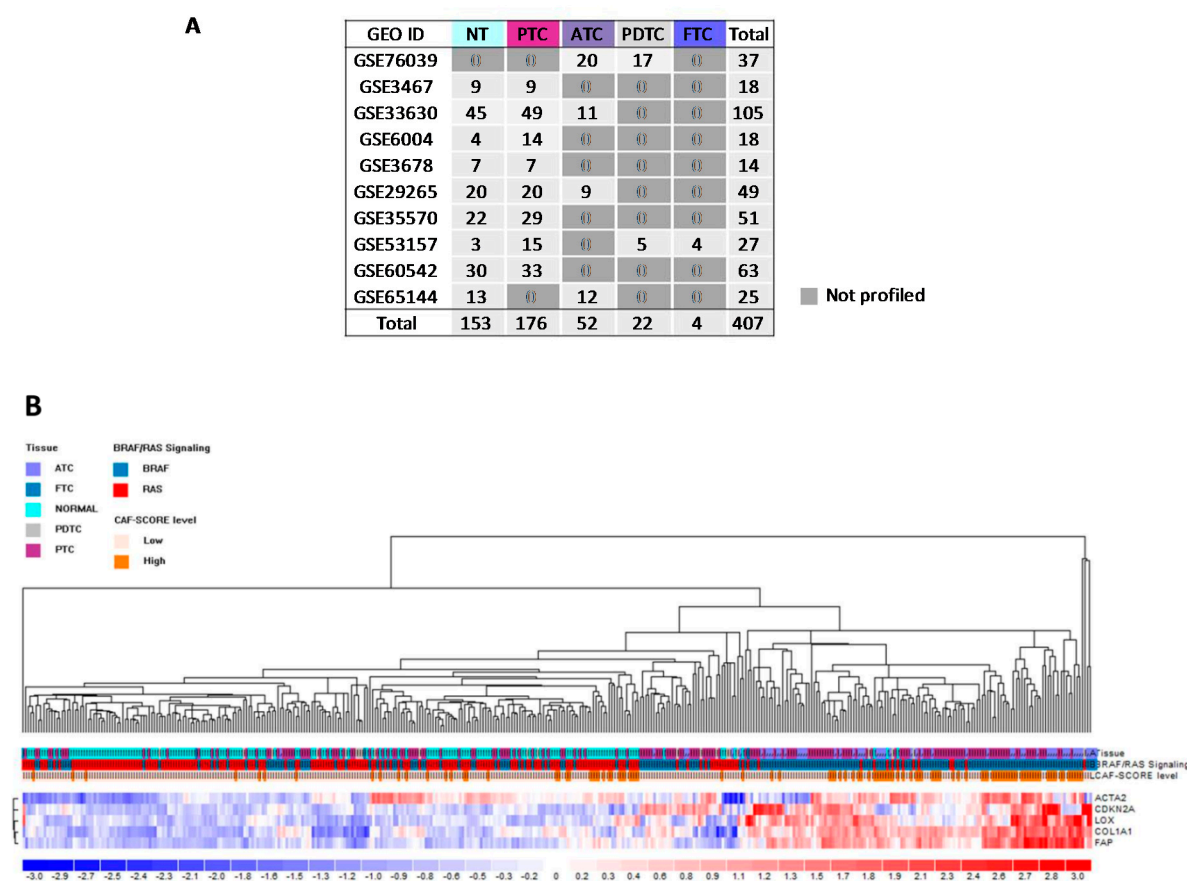 A
GEO ID NT PTC ATC PDTC FTC Total
GSE76039 0 0 20 17 0 37
GSE3467 9 9 0 0 0 18
GSE33630 45 49 11 0 0 105
GSE6004 4 14 0 0 0 18
GSE3678 7 7 0 0 0 14
GSE29265 20 20 9 0 0 49
GSE35570 22 29 0 0 0 51
GSE53157 3 15 0 5 4 27
GSE60542 30 33 0 0 0 63
GSE65144 13 0 12 0 0 25
Total 153 176 52 22 4 407
Not profiled
B
Tissue
ATC
FTC
NORMAL
PDTC
PTC
BRAF/RAS Signaling
BRAF
RAS
CAF-SCORE level
Low
High
Tissue
BRAF/RAS Signaling
CAF-SCORE level
ACTA2
CDKN2A
LOX
COL1A1
FAP
-3.0 -2.9 -2.7 -2.5 -2.4 -2.3 -2.1 -2.0 -1.8 -1.7 -1.6 -1.4 -1.3 -1.2 -1.0 -0.9 -0.8 -0.6 -0.5 -0.2 0 0.2 0.3 0.4 0.6 0.8 0.9 1.1 1.2 1.3 1.4 1.7 1.8 1.9 2.1 2.2 2.4 2.5 2.6 2.7 2.8 3.0